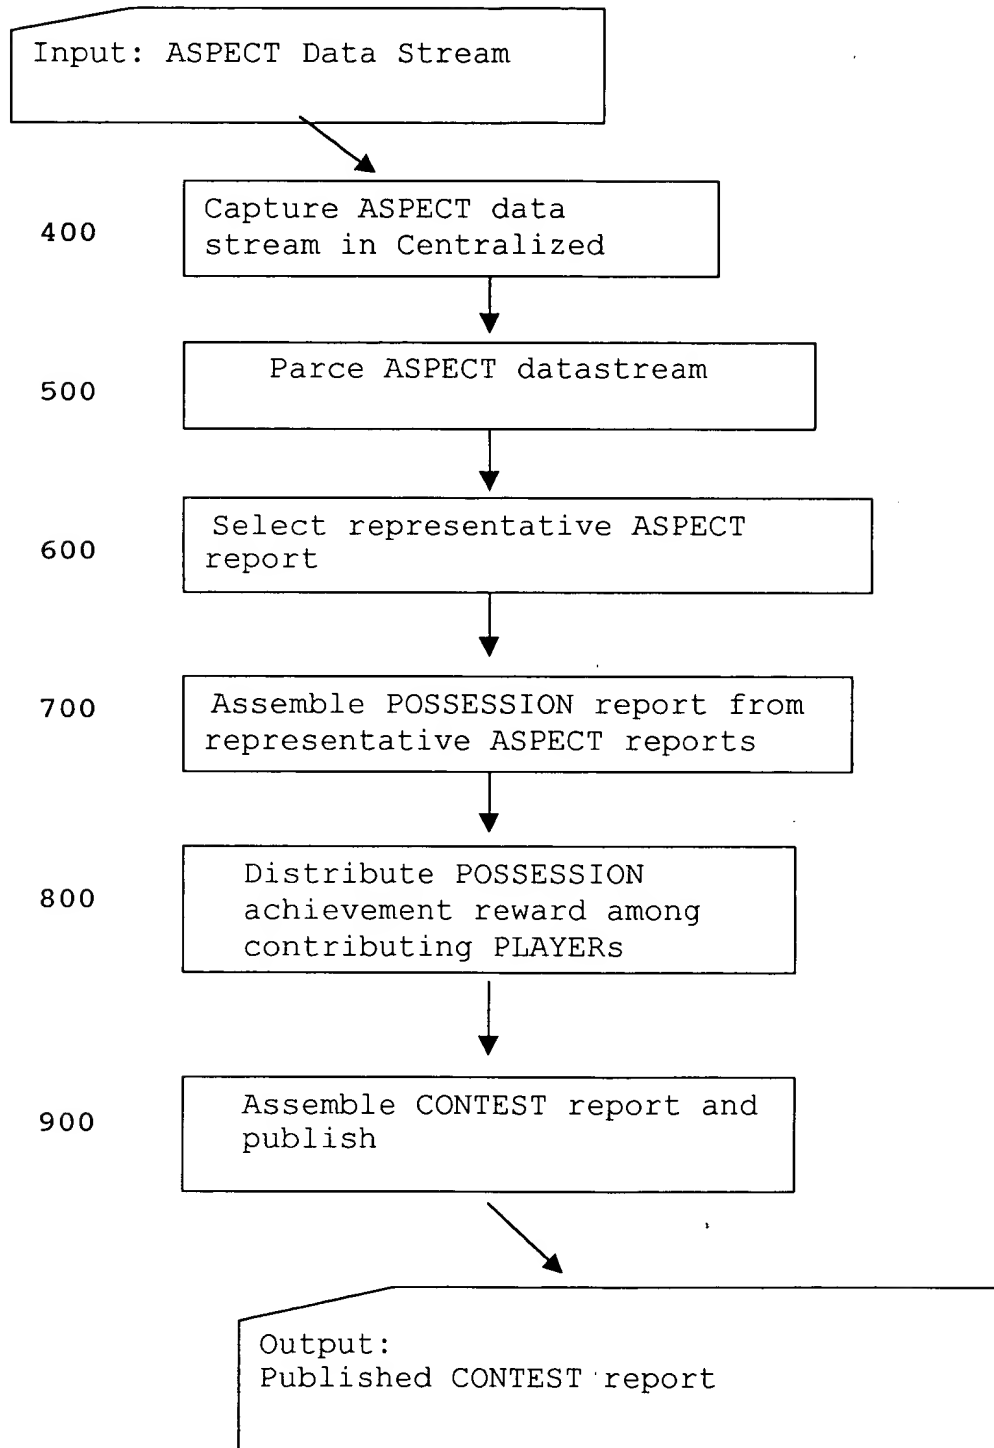 Input: ASPECT Data Stream
400
Capture ASPECT data
stream in Centralized
500
Parce ASPECT datastream
600
Select representative ASPECT
report
700
Assemble POSSESSION report from
representative ASPECT reports
800
Distribute POSSESSION
achievement reward among
contributing PLAYERs
900
Assemble CONTEST report and
publish
Output:
Published CONTEST report